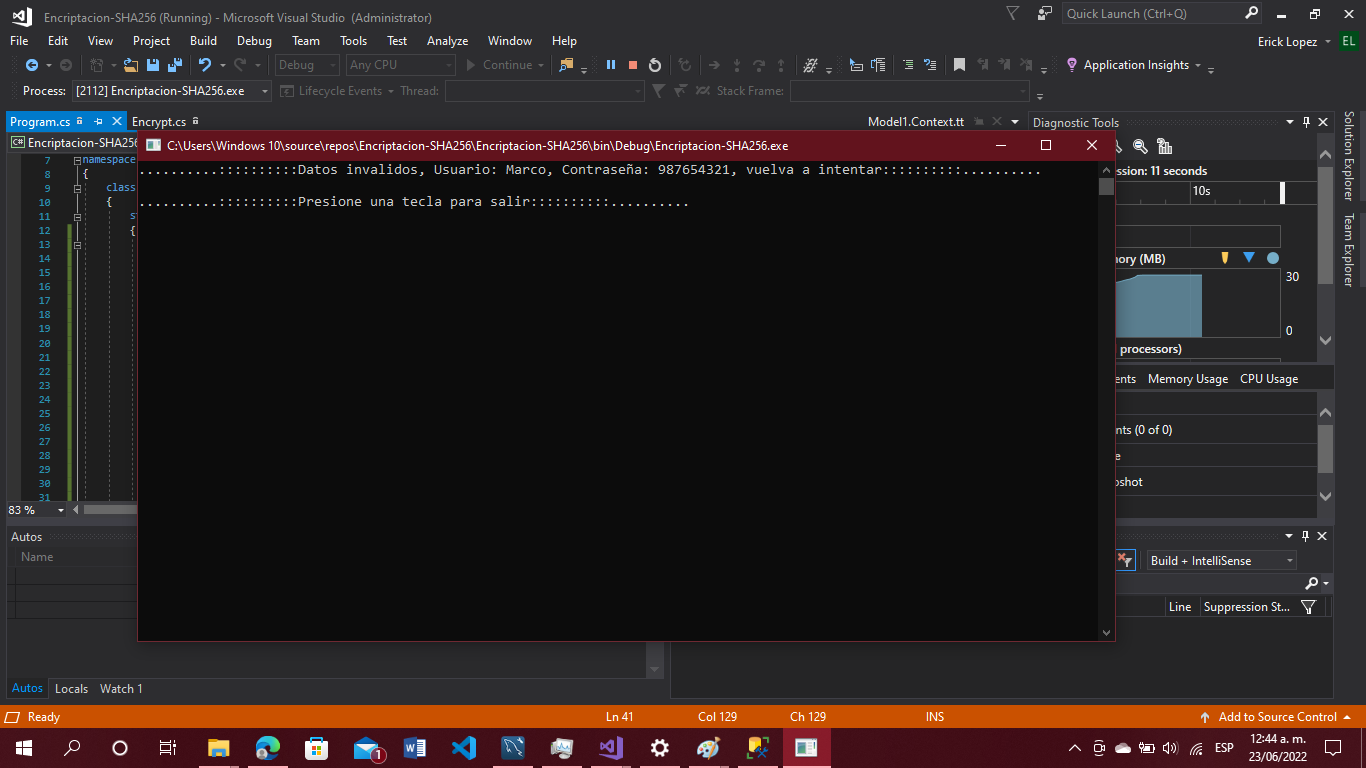 Encriptacion-SHA256 (Running) - Microsoft Visual Studio (Administrator)
Quick Launch (Ctrl+Q)
File Edit View Project Build Debug Team Tools Test Analyze Window Help
Erick Lopez EL
Debug Any CPU Continue Application Insights
Process: [2112] Encriptacion-SHA256.exe Lifecycle Events Thread: Stack Frame:
Program.cs Encrypt.cs Model1.Context.tt Diagnostic Tools
C# Encriptacion-SHA256
C:\Users\Windows 10\source\repos\Encriptacion-SHA256\Encriptacion-SHA256\bin\Debug\Encriptacion-SHA256.exe
..........::::::::::Datos invalidos, Usuario: Marco, Contraseña: 987654321, vuelva a intentar::::::::::..........
..........::::::::::Presione una tecla para salir::::::::::..........
7 namespace
8 {
9 class
10 {
11 s
12 {
13
14
15
16
17
18
19
20
21
22
23
24
25
26
27
28
29
30
31
83 %
ssion: 11 seconds
10s
ory (MB)
30
0
processors)
ents Memory Usage CPU Usage
nts (0 of 0)
e
pshot
Solution Explorer
Team Explorer
Autos
Name
Build + IntelliSense
Line Suppression St...
Autos Locals Watch 1
Ready Ln 41 Col 129 Ch 129 INS Add to Source Control
1
ESP
12:44 a. m.
23/06/2022